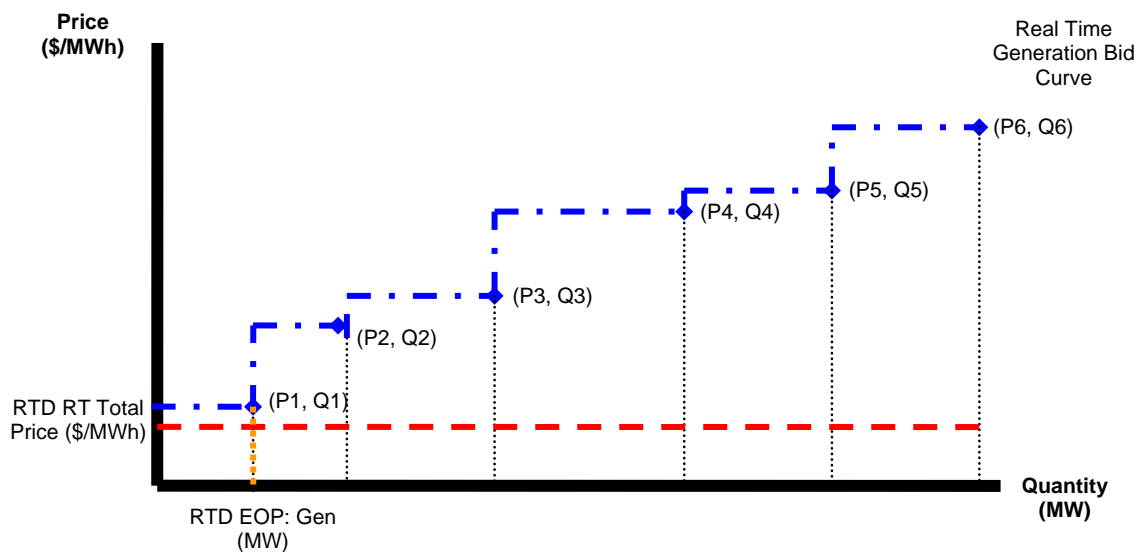 Price
($/MWh)
Real Time
Generation Bid
Curve
(P6, Q6)
(P5, Q5)
(P4, Q4)
(P3, Q3)
(P2, Q2)
(P1, Q1)
RTD RT Total
Price ($/MWh)
Quantity
(MW)
RTD EOP: Gen
(MW)